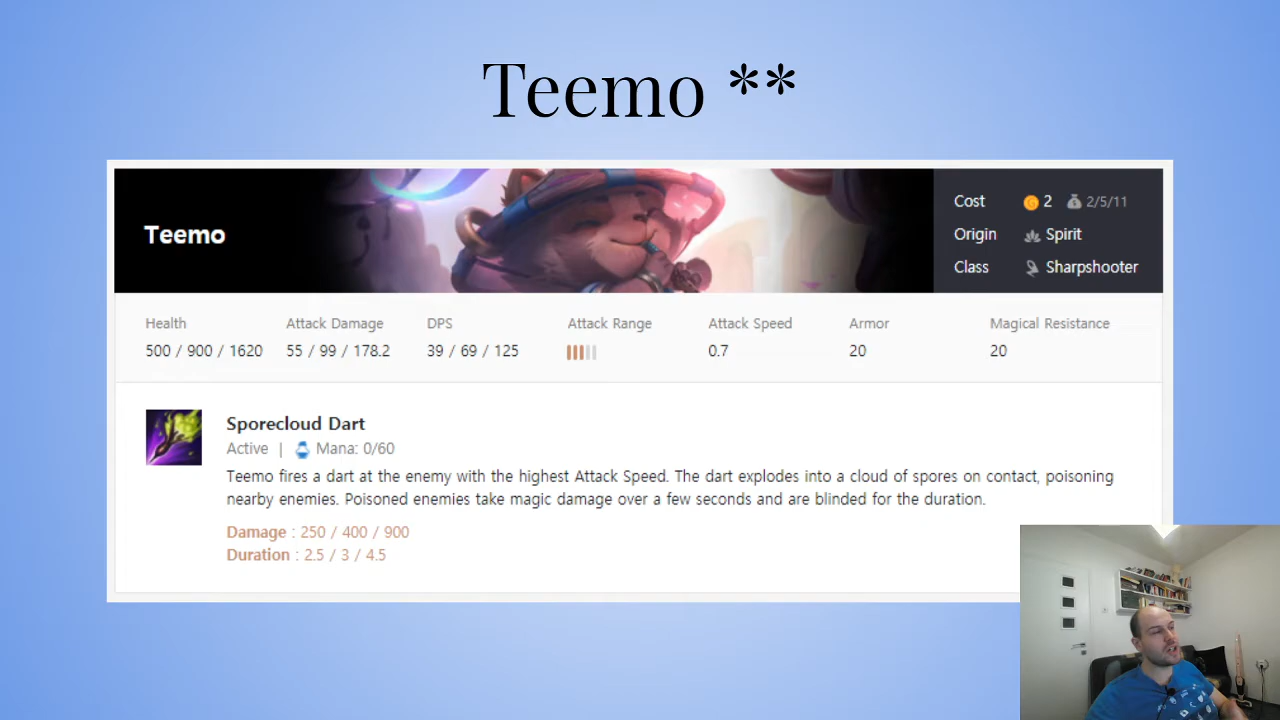 Teemo **
Teemo
Cost 2 2/5/11
Origin Spirit
Class Sharpshooter
Health Attack Damage DPS Attack Range Attack Speed Armor Magical Resistance
500 / 900 / 1620 55 / 99 / 178.2 39 / 69 / 125 0.7 20 20
Sporecloud Dart
Active | Mana: 0/60
Teemo fires a dart at the enemy with the highest Attack Speed. The dart explodes into a cloud of spores on contact, poisoning
nearby enemies. Poisoned enemies take magic damage over a few seconds and are blinded for the duration.
Damage : 250 / 400 / 900
Duration : 2.5 / 3 / 4.5